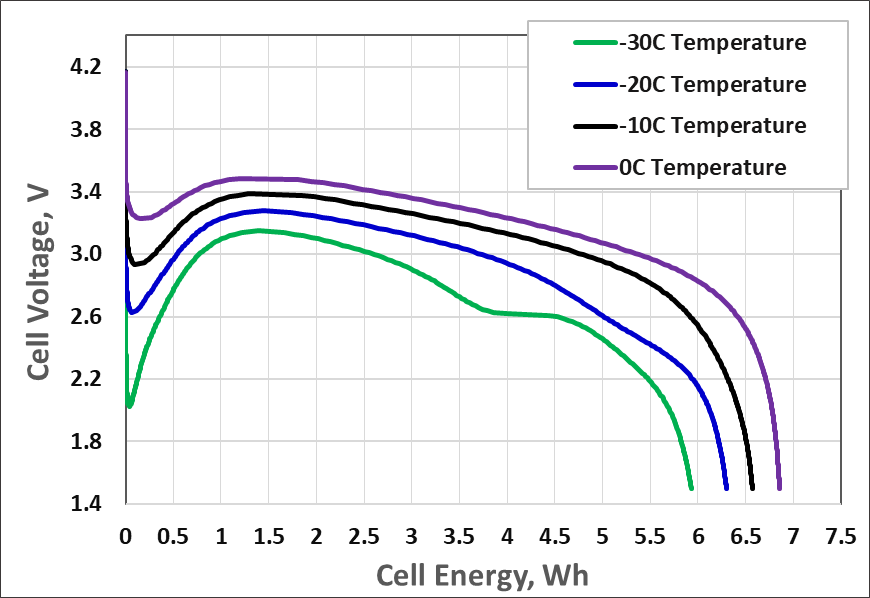 -30C Temperature
-20C Temperature
-10C Temperature
0C Temperature
Cell Voltage, V
4.2
3.8
3.4
3.0
2.6
2.2
1.8
1.4
0 0.5 1 1.5 2 2.5 3 3.5 4 4.5 5 5.5 6 6.5 7 7.5
Cell Energy, Wh